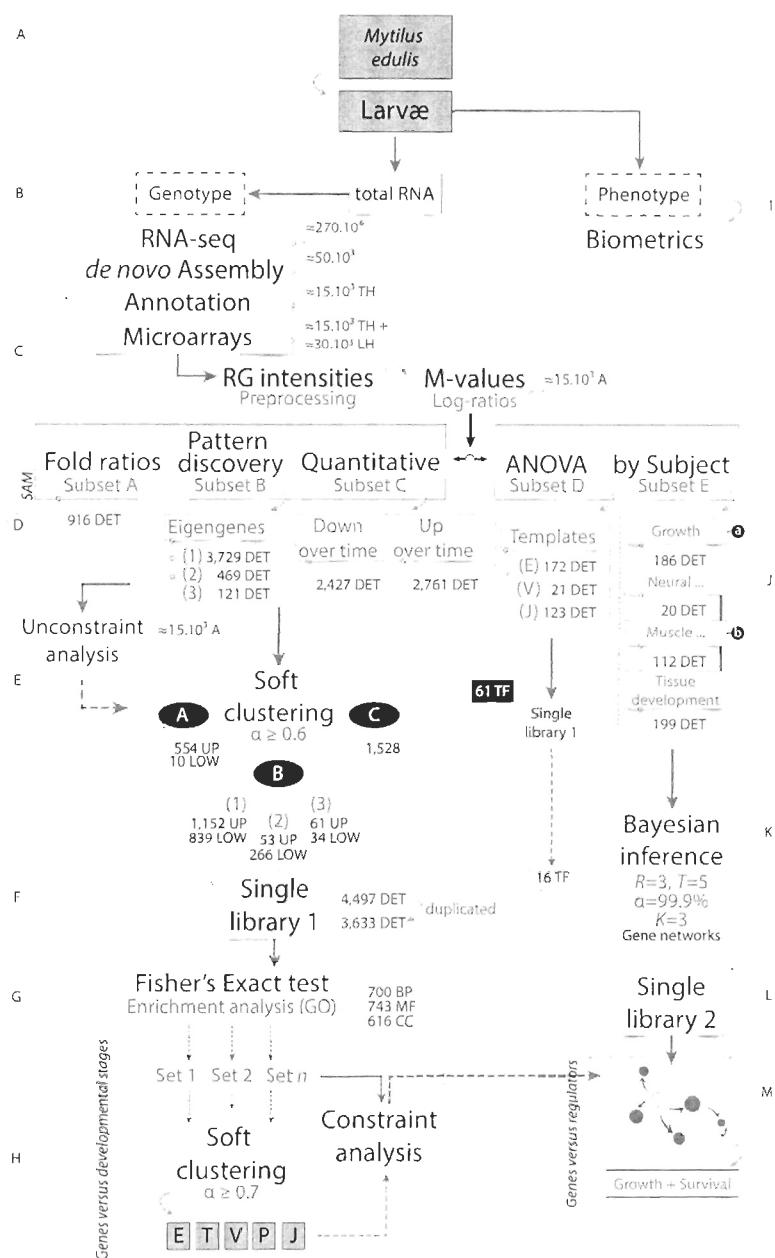 A
Mytilus
edulis
Larvæ
B
Genotype
total RNA
Phenotype
I
RNA-seq
≈270.10⁶
Biometrics
de novo Assembly
≈50.10³
Annotation
≈15.10³ TH
Microarrays
≈15.10³ TH +
≈30.10³ LH
C
RG intensities
Preprocessing
M-values
Log-ratios
≈15.10³ A
SAM
Fold ratios
Subset A
Pattern
discovery
Subset B
Quantitative
Subset C
ANOVA
Subset D
by Subject
Subset E
D
916 DET
Eigengenes
(1) 3,729 DET
(2) 469 DET
(3) 121 DET
Down
over time
2,427 DET
Up
over time
2,761 DET
Templates
(E) 172 DET
(V) 21 DET
(J) 123 DET
Growth
a
186 DET
Neural ...
J
20 DET
Muscle ...
b
112 DET
Tissue
development
199 DET
Unconstraint
analysis
≈15.10³ A
E
Soft
clustering
α ≥ 0.6
A
554 UP
10 LOW
C
1,528
B
(1)
1,152 UP
839 LOW
(2)
53 UP
266 LOW
(3)
61 UP
34 LOW
61 TF
Single
library 1
16 TF
K
Bayesian
inference
R=3, T=5
α=99.9%
K=3
Gene networks
F
Single
library 1
4,497 DET
3,633 DET
duplicated
G
Fisher's Exact test
Enrichment analysis (GO)
700 BP
743 MF
616 CC
L
Single
library 2
Genes versus developmental stages
Set 1 Set 2 Set n
Constraint
analysis
M
Genes versus regulators
H
Soft
clustering
α ≥ 0.7
Growth + Survival
E T V P J